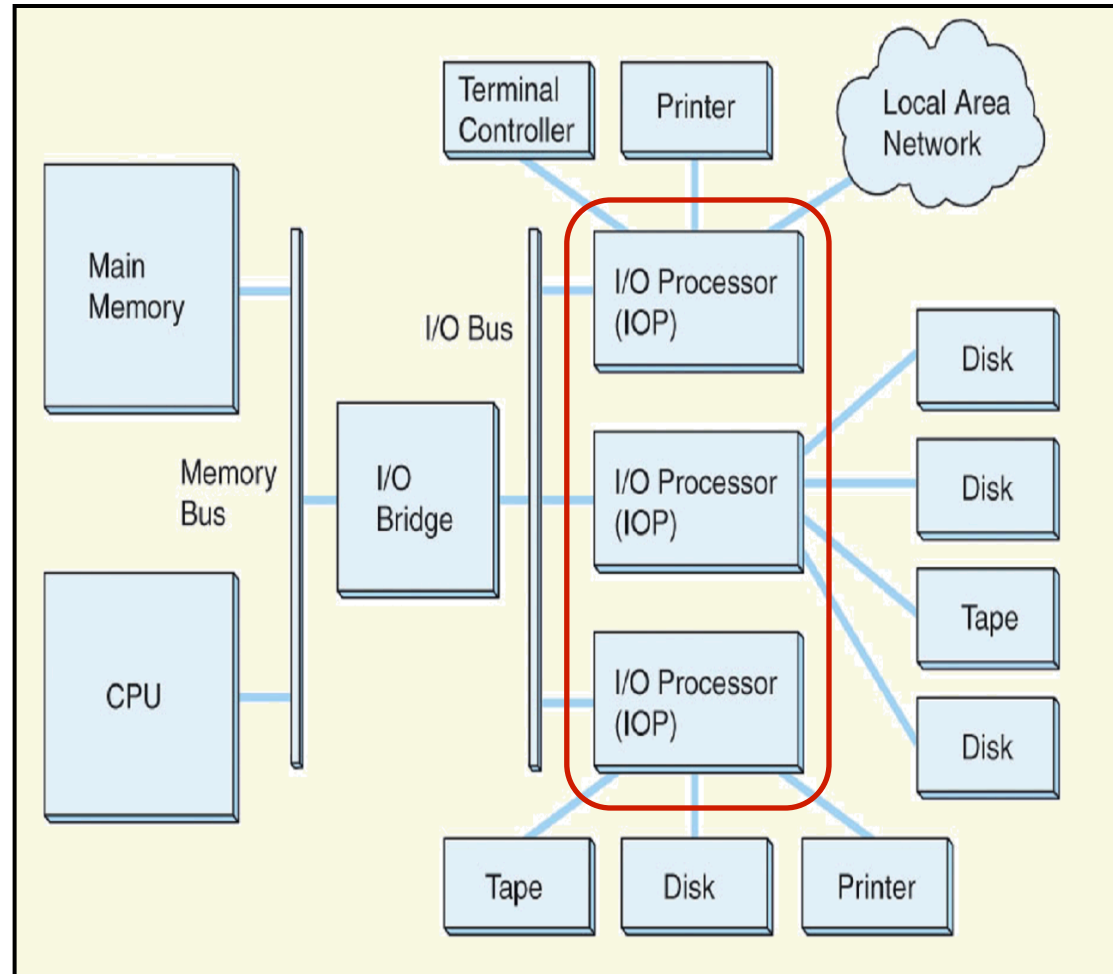 Terminal
Controller
Printer
Local Area
Network
Main
Memory
I/O Bus
I/O Processor
(IOP)
Disk
Memory
Bus
I/O
Bridge
I/O Processor
(IOP)
Disk
Tape
CPU
I/O Processor
(IOP)
Disk
Tape
Disk
Printer